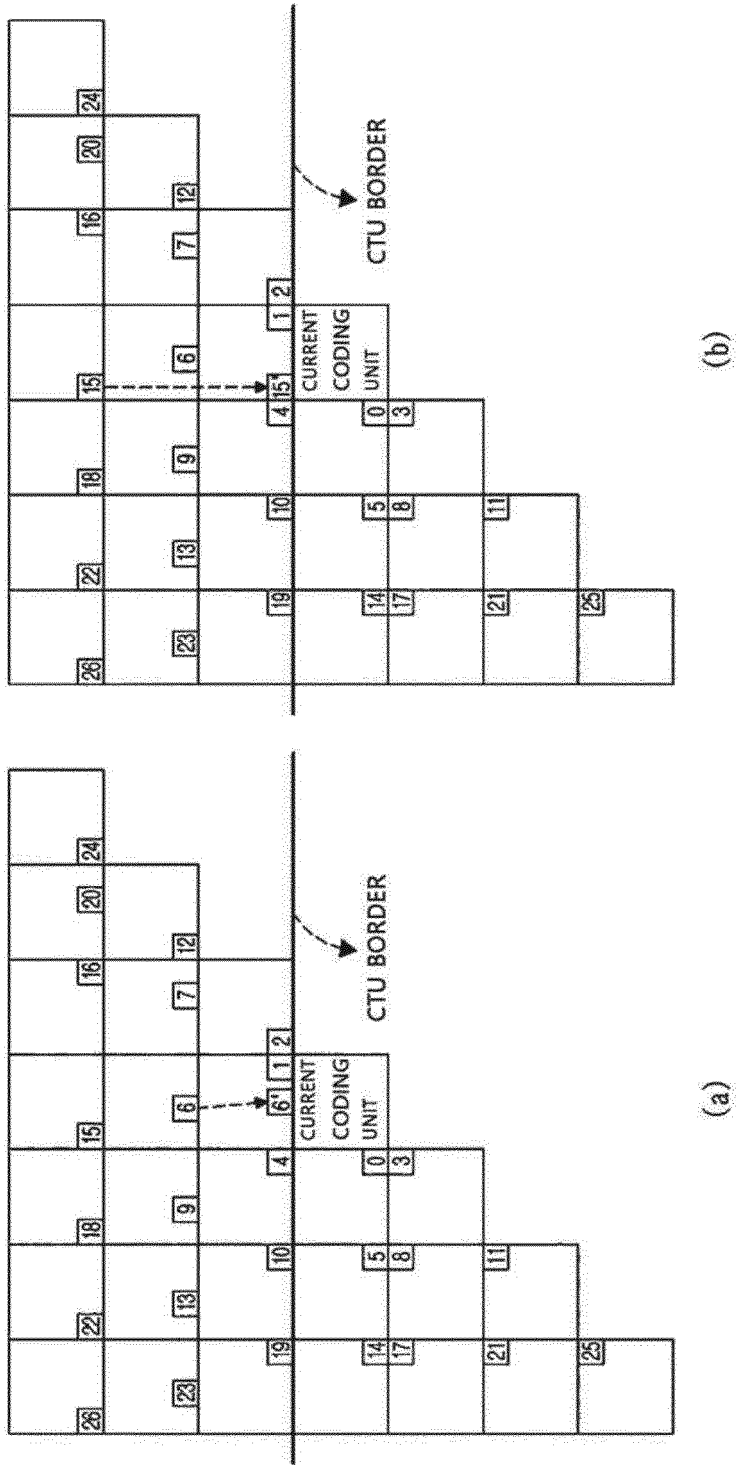 26 22 18 15 16 20 24
23 13 9 6 7 12
19 10 4 6' 1 2
CURRENT
CODING
UNIT
CTU BORDER
14 5 0
17 8 3
21 11
25
(a)
26 22 18 15 16 20 24
23 13 9 6 7 12
19 10 4 15' 1 2
CURRENT
CODING
UNIT
CTU BORDER
14 5 0
17 8 3
21 11
25
(b)